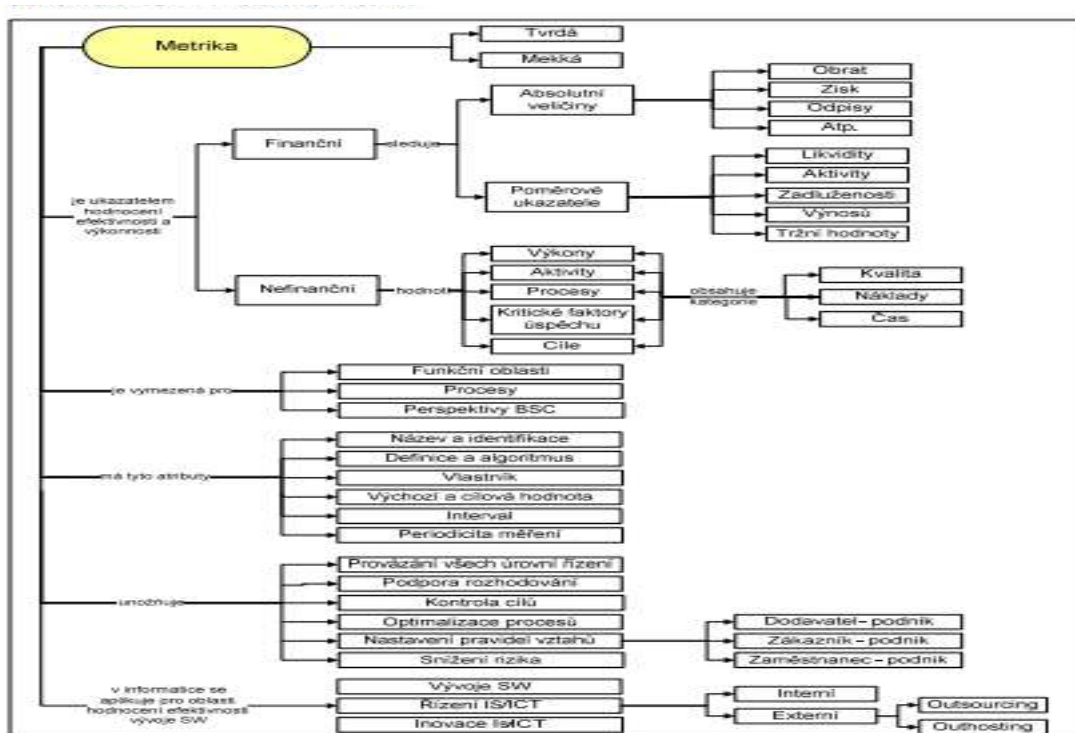 Metrika
Tvrdá
Mekká
Absolutní
veličiny
Obrat
Zisk
Odpisy
Atp.
Finanční
sleduje
Poměrové
ukazatele
Likvidity
Aktivity
Zadluženosti
Výnosů
Tržní hodnoty
je ukazatelem
hodnocení
efektivnosti a
výkonnosti
Nefinanční
hodnotí
Výkony
Aktivity
Procesy
Kritické faktory
úspěchu
Cíle
obsahuje
kategorie
Kvalita
Náklady
Čas
je vymezená pro
Funkční oblasti
Procesy
Perspektivy BSC
má tyto atributy
Název a identifikace
Definice a algoritmus
Vlastník
Výchozí a cílová hodnota
Interval
Periodicita měření
umožňuje
Provázání všech úrovní řízení
Podpora rozhodování
Kontrola cílů
Optimalizace procesů
Nastavení pravidel vztahů
Snížení rizika
Dodavatel - podnik
Zákazník - podnik
Zaměstnanec - podnik
v informatice se
aplikuje pro oblasti
hodnocení efektivnosti
vývoje SW
Vývoje SW
Řízení IS/ICT
Inovace IS/ICT
Interní
Externí
Outsourcing
Outhosting